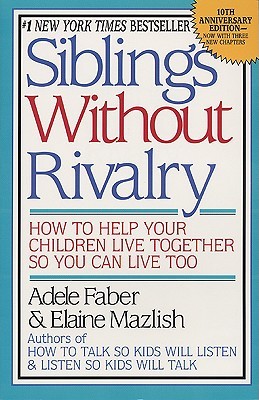 #1 NEW YORK TIMES BESTSELLER
10TH
ANNIVERSARY
EDITION—
NOW WITH THREE
NEW CHAPTERS
Siblings
Without
Rivalry
HOW TO HELP YOUR
CHILDREN LIVE TOGETHER
SO YOU CAN LIVE TOO
Adele Faber
& Elaine Mazlish
Authors of
HOW TO TALK SO KIDS WILL LISTEN
& LISTEN SO KIDS WILL TALK